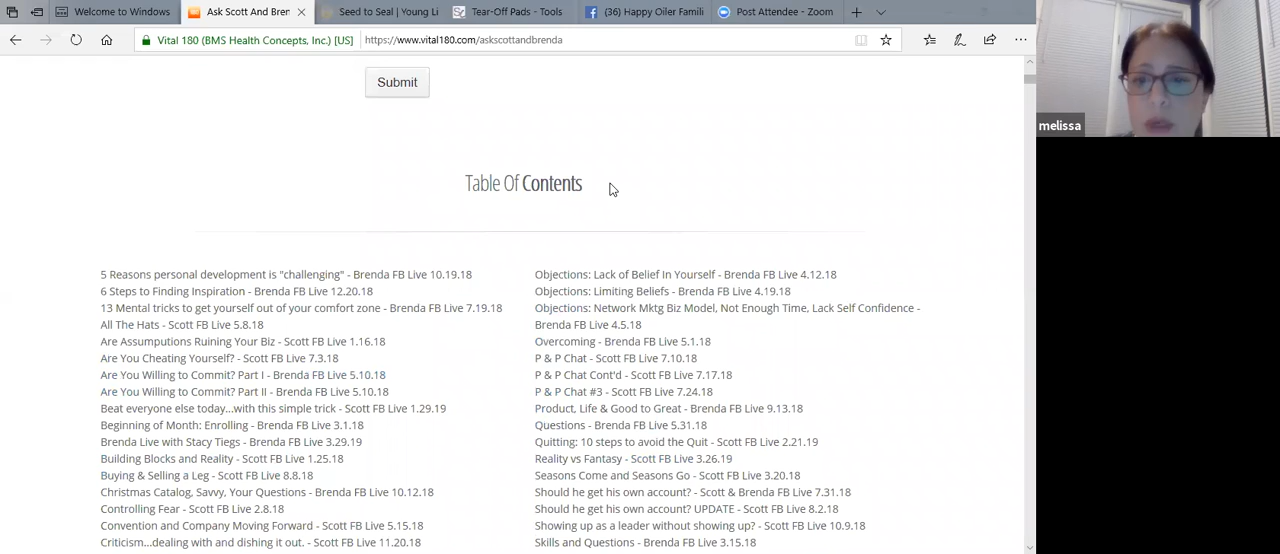 Welcome to Windows
Ask Scott And Bren
Seed to Seal | Young Li
Tear-Off Pads - Tools
(36) Happy Oiler Famili
Post Attendee - Zoom
Vital 180 (BMS Health Concepts, Inc.) [US]
https://www.vital180.com/askscottandbrenda
melissa
Submit
Table Of Contents
5 Reasons personal development is "challenging" - Brenda FB Live 10.19.18
6 Steps to Finding Inspiration - Brenda FB Live 12.20.18
13 Mental tricks to get yourself out of your comfort zone - Brenda FB Live 7.19.18
All The Hats - Scott FB Live 5.8.18
Are Assumputions Ruining Your Biz - Scott FB Live 1.16.18
Are You Cheating Yourself? - Scott FB Live 7.3.18
Are You Willing to Commit? Part I - Brenda FB Live 5.10.18
Are You Willing to Commit? Part II - Brenda FB Live 5.10.18
Beat everyone else today...with this simple trick - Scott FB Live 1.29.19
Beginning of Month: Enrolling - Brenda FB Live 3.1.18
Brenda Live with Stacy Tiegs - Brenda FB Live 3.29.19
Building Blocks and Reality - Scott FB Live 1.25.18
Buying & Selling a Leg - Scott FB Live 8.8.18
Christmas Catalog, Savvy, Your Questions - Brenda FB Live 10.12.18
Controlling Fear - Scott FB Live 2.8.18
Convention and Company Moving Forward - Scott FB Live 5.15.18
Criticism...dealing with and dishing it out. - Scott FB Live 11.20.18
Objections: Lack of Belief In Yourself - Brenda FB Live 4.12.18
Objections: Limiting Beliefs - Brenda FB Live 4.19.18
Objections: Network Mktg Biz Model, Not Enough Time, Lack Self Confidence -
Brenda FB Live 4.5.18
Overcoming - Brenda FB Live 5.1.18
P & P Chat - Scott FB Live 7.10.18
P & P Chat Cont'd - Scott FB Live 7.17.18
P & P Chat #3 - Scott FB Live 7.24.18
Product, Life & Good to Great - Brenda FB Live 9.13.18
Questions - Brenda FB Live 5.31.18
Quitting: 10 steps to avoid the Quit - Scott FB Live 2.21.19
Reality vs Fantasy - Scott FB Live 3.26.19
Seasons Come and Seasons Go - Scott FB Live 3.20.18
Should he get his own account? - Scott & Brenda FB Live 7.31.18
Should he get his own account? UPDATE - Scott FB Live 8.2.18
Showing up as a leader without showing up? - Scott FB Live 10.9.18
Skills and Questions - Brenda FB Live 3.15.18